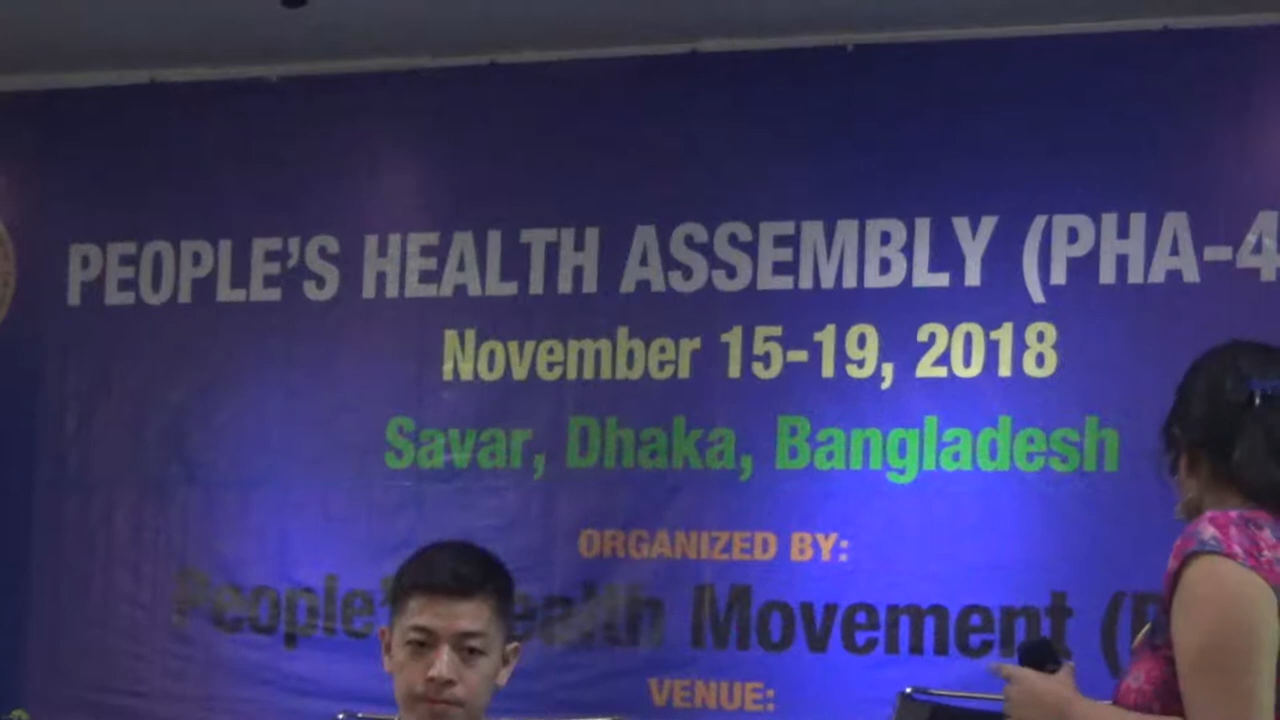 PEOPLE'S HEALTH ASSEMBLY (PHA-4
November 15-19, 2018
Savar, Dhaka, Bangladesh
ORGANIZED BY:
Movement
VENUE: